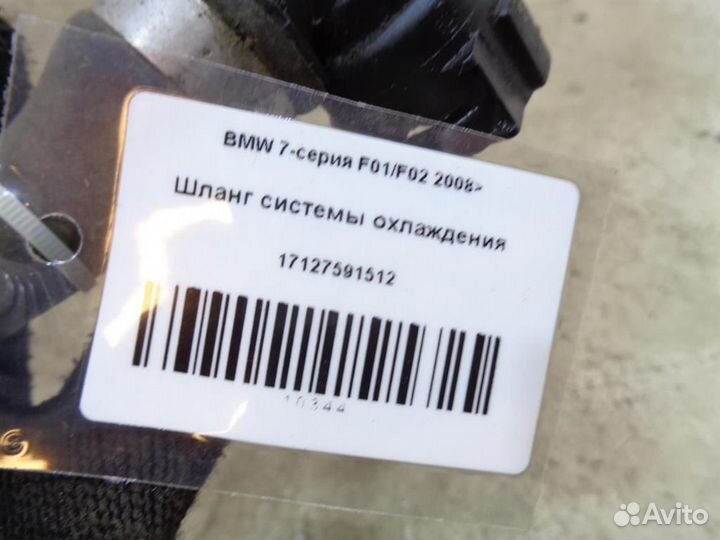 BMW 7-серия F01/F02 2008>
Шланг системы охлаждения
17127591512
10344
S
Avito